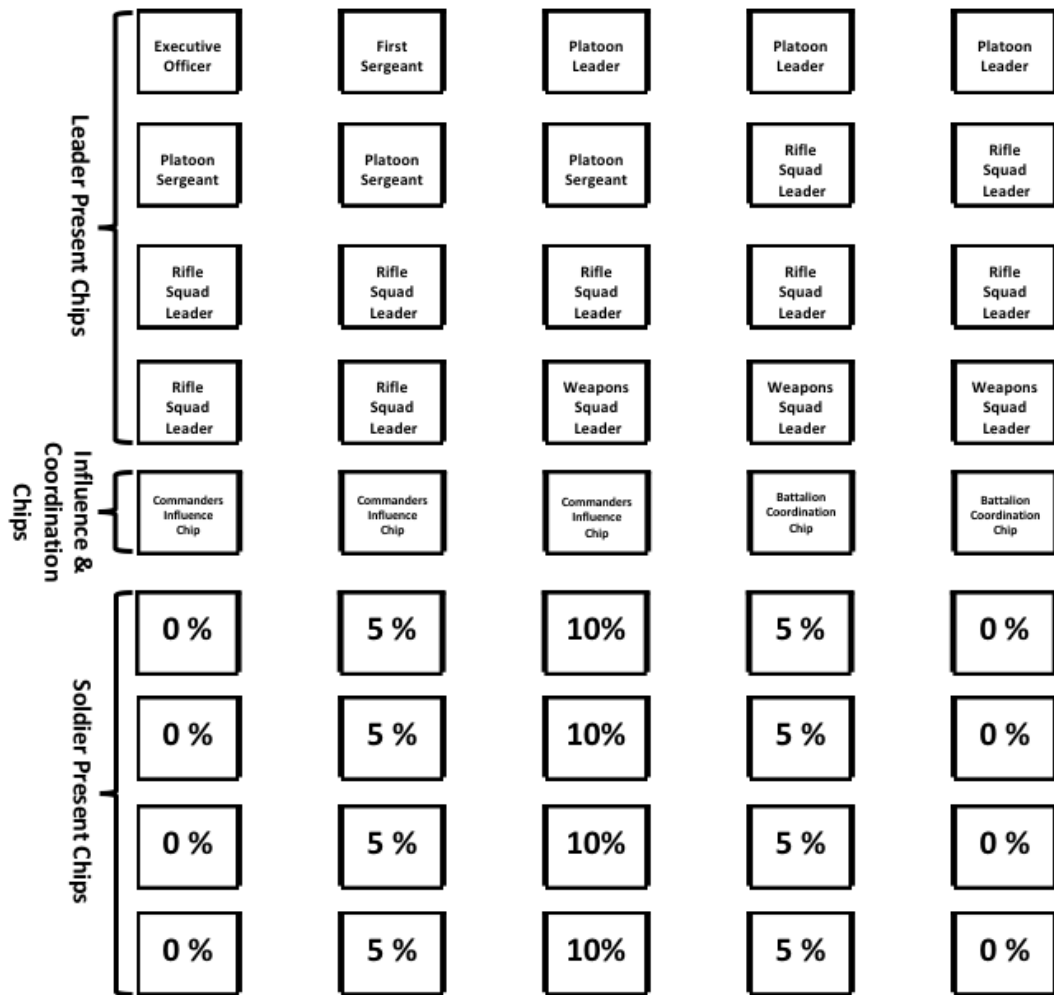 Executive
Officer
First
Sergeant
Platoon
Leader
Platoon
Leader
Platoon
Leader
Leader Present Chips
Platoon
Sergeant
Platoon
Sergeant
Platoon
Sergeant
Rifle
Squad
Leader
Rifle
Squad
Leader
Rifle
Squad
Leader
Rifle
Squad
Leader
Rifle
Squad
Leader
Rifle
Squad
Leader
Rifle
Squad
Leader
Rifle
Squad
Leader
Rifle
Squad
Leader
Weapons
Squad
Leader
Weapons
Squad
Leader
Weapons
Squad
Leader
Influence &
Coordination
Chips
Commanders
Influence
Chip
Commanders
Influence
Chip
Commanders
Influence
Chip
Battalion
Coordination
Chip
Battalion
Coordination
Chip
Soldier Present Chips
0 %
5 %
10%
5 %
0 %
0 %
5 %
10%
5 %
0 %
0 %
5 %
10%
5 %
0 %
0 %
5 %
10%
5 %
0 %